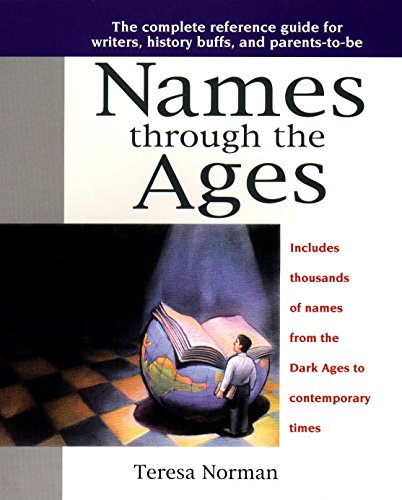 The complete reference guide for
writers, history buffs, and parents-to-be
Names
through the
Ages
Includes
thousands
of names
from the
Dark Ages to
contemporary
times
Teresa Norman